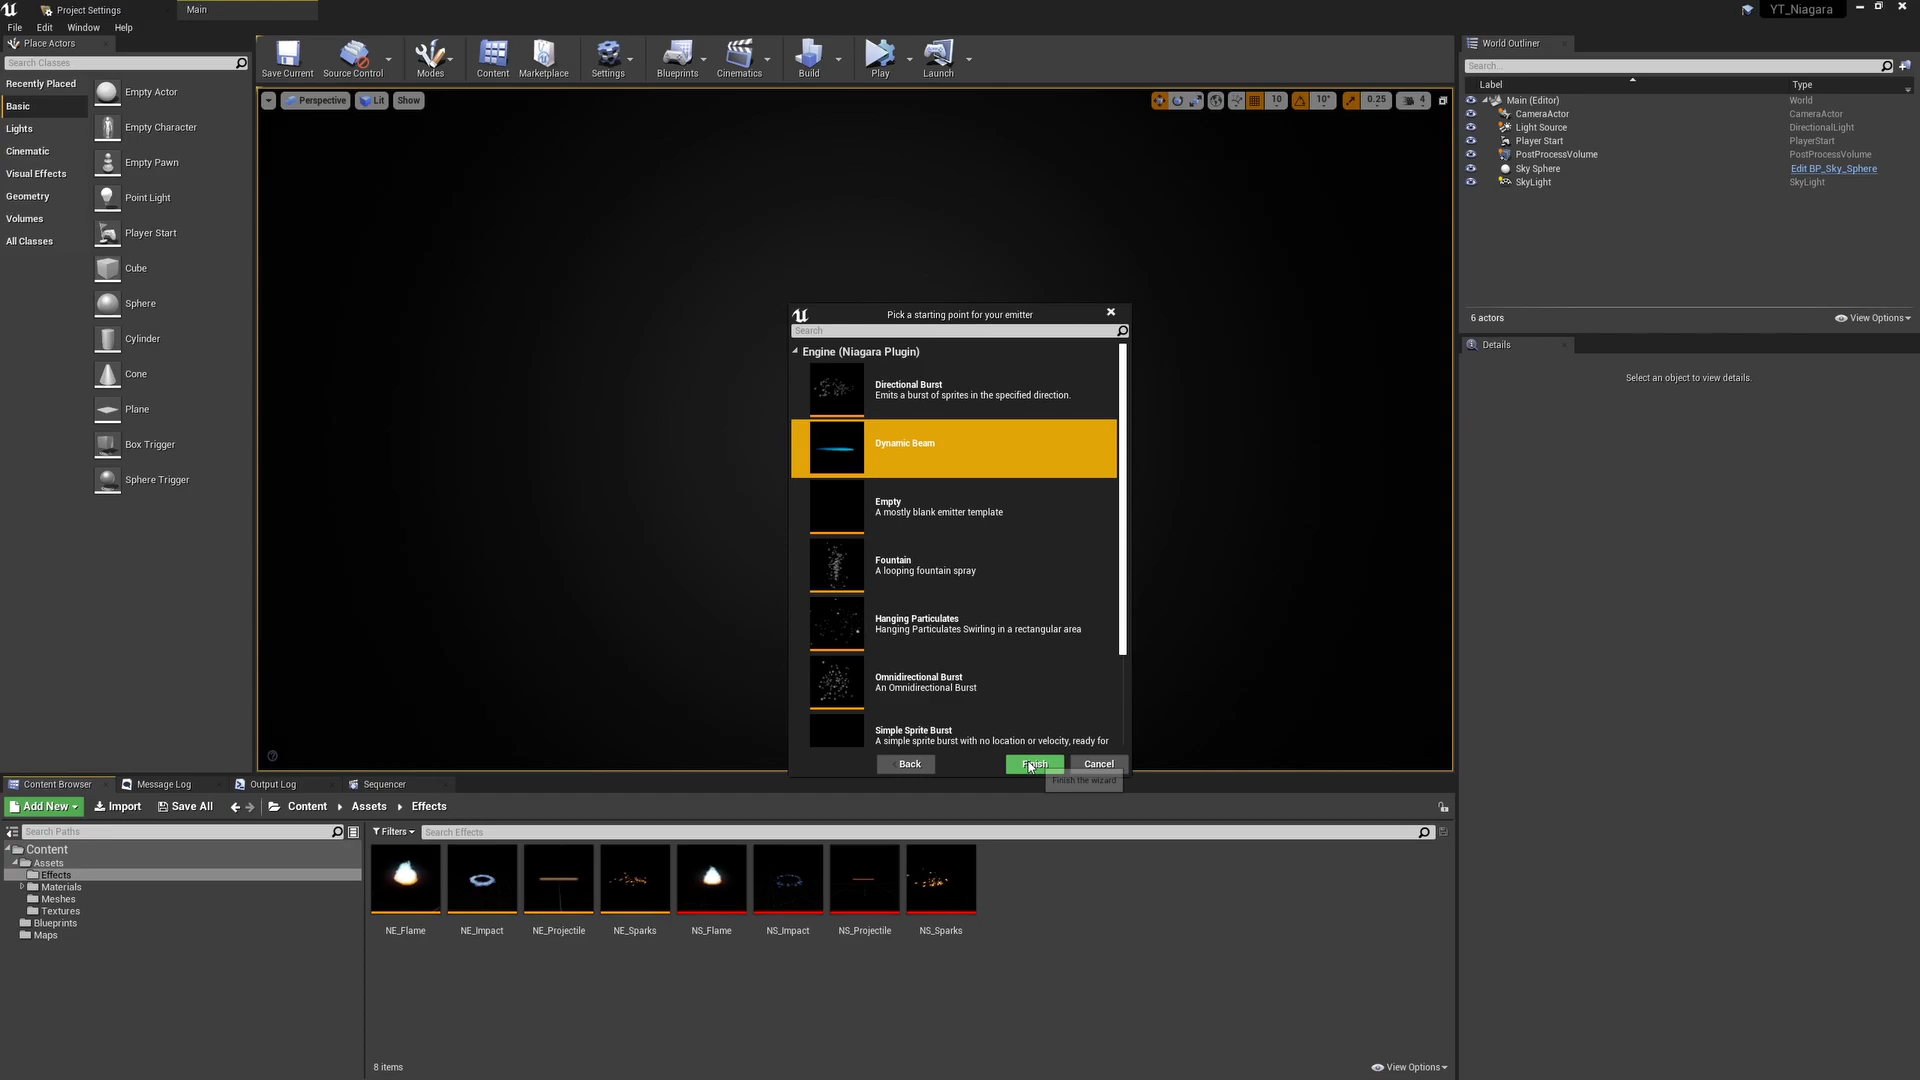 Project Settings
Main
YT_Niagara
File Edit Window Help
Place Actors
Search Classes
Recently Placed
Basic
Lights
Cinematic
Visual Effects
Geometry
Volumes
All Classes
Empty Actor
Empty Character
Empty Pawn
Point Light
Player Start
Cube
Sphere
Cylinder
Cone
Plane
Box Trigger
Sphere Trigger
Save Current Source Control Modes Content Marketplace Settings Blueprints Cinematics Build Play Launch
Perspective Lit Show
10 10° 0.25 4
Pick a starting point for your emitter
Search
Engine (Niagara Plugin)
Directional Burst
Emits a burst of sprites in the specified direction.
Dynamic Beam
Empty
A mostly blank emitter template
Fountain
A looping fountain spray
Hanging Particulates
Hanging Particulates Swirling in a rectangular area
Omnidirectional Burst
An Omnidirectional Burst
Simple Sprite Burst
A simple sprite burst with no location or velocity, ready for
Back Finish Cancel
Finish the wizard
World Outliner
Search...
Label Type
Main (Editor) World
CameraActor CameraActor
Light Source DirectionalLight
Player Start PlayerStart
PostProcessVolume PostProcessVolume
Sky Sphere Edit BP_Sky_Sphere
SkyLight SkyLight
6 actors View Options
Details
Select an object to view details.
Content Browser Message Log Output Log Sequencer
Add New Import Save All Content Assets Effects
Search Paths
Filters Search Effects
Content
Assets
Effects
Materials
Meshes
Textures
Blueprints
Maps
NE_Flame NE_Impact NE_Projectile NE_Sparks NS_Flame NS_Impact NS_Projectile NS_Sparks
8 items View Options